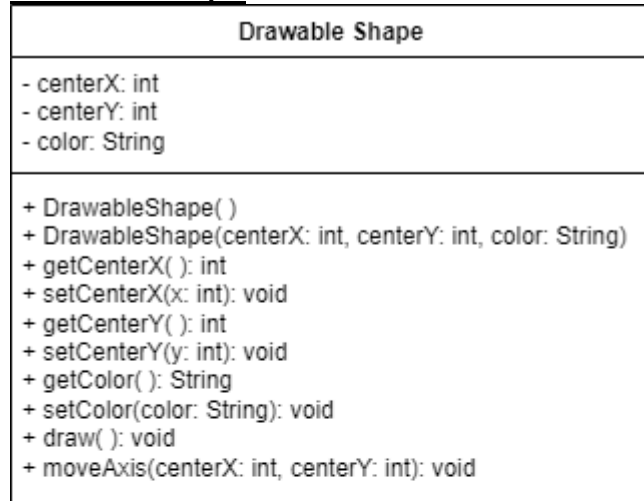 Drawable Shape
- centerX: int
- centerY: int
- color: String
+ DrawableShape( )
+ DrawableShape(centerX: int, centerY: int, color: String)
+ getCenterX( ): int
+ setCenterX(x: int): void
+ getCenterY( ): int
+ setCenterY(y: int): void
+ getColor( ): String
+ setColor(color: String): void
+ draw( ): void
+ moveAxis(centerX: int, centerY: int): void